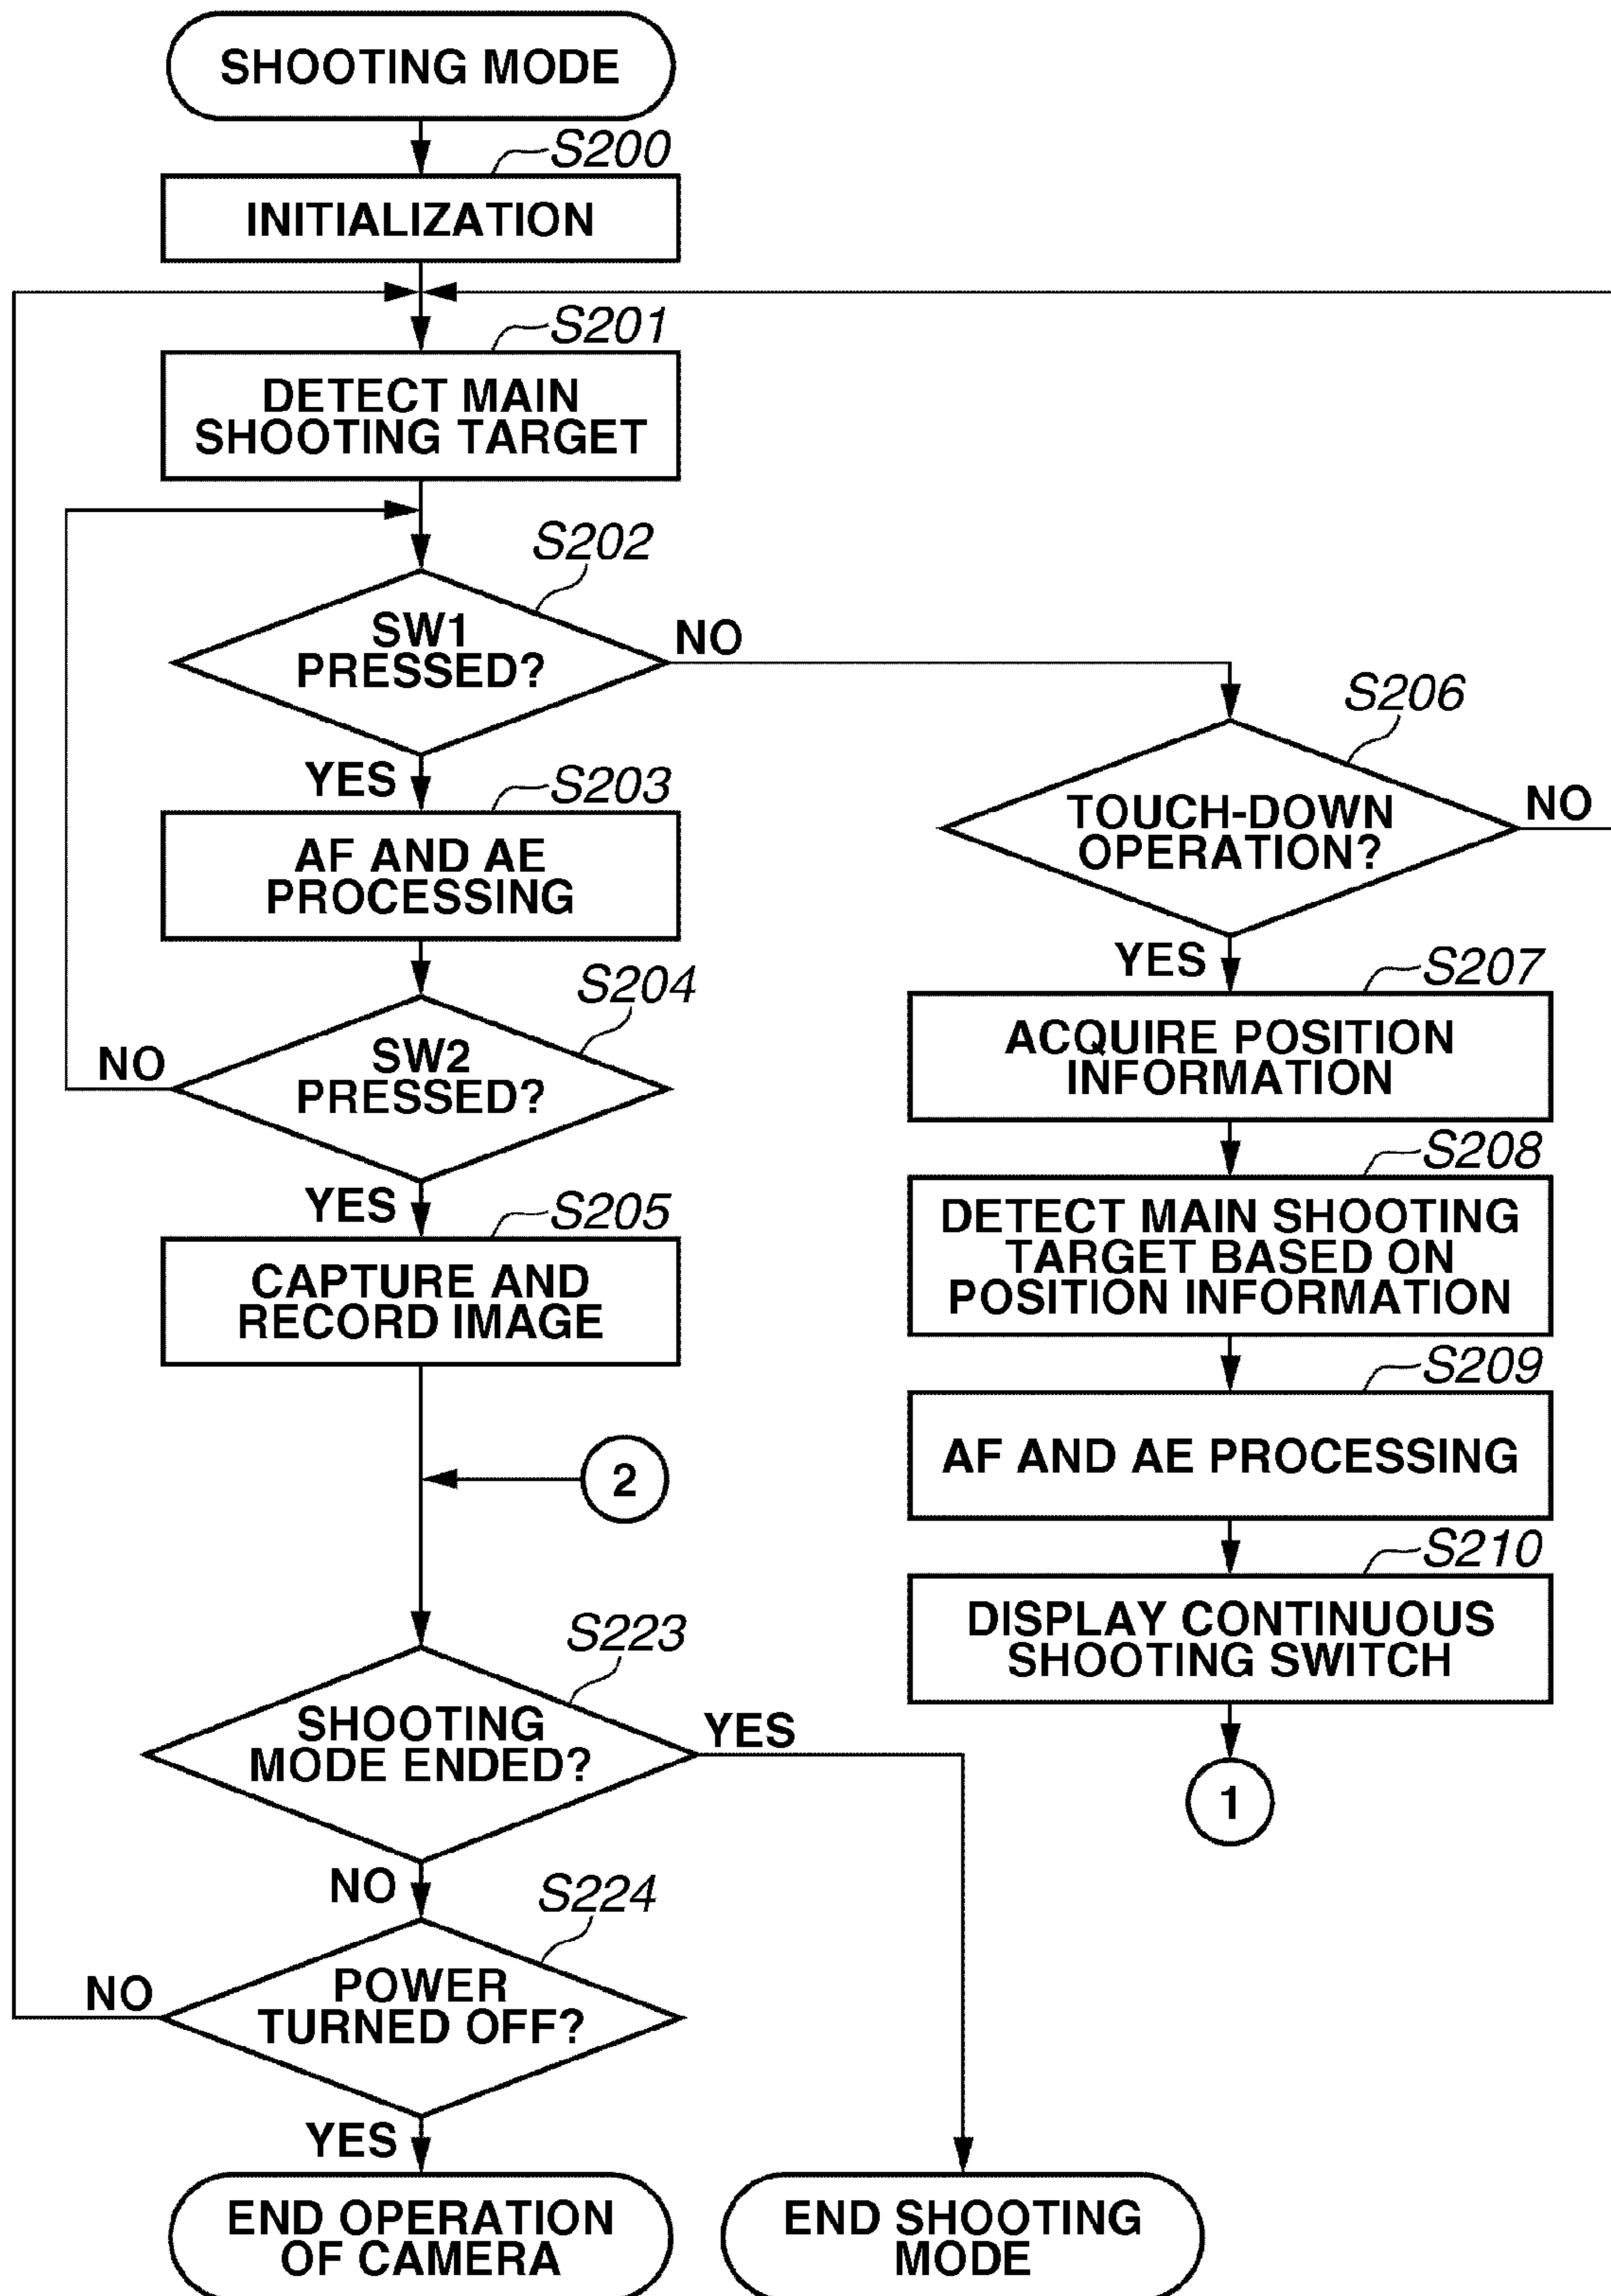 SHOOTING MODE
S200
INITIALIZATION
S201
DETECT MAIN
SHOOTING TARGET
S202
SW1
PRESSED?
NO
YES
S203
AF AND AE
PROCESSING
S204
SW2
PRESSED?
NO
YES
S205
CAPTURE AND
RECORD IMAGE
2
S223
SHOOTING
MODE ENDED?
YES
NO
S224
POWER
TURNED OFF?
NO
YES
END OPERATION
OF CAMERA
END SHOOTING
MODE
S206
TOUCH-DOWN
OPERATION?
NO
YES
S207
ACQUIRE POSITION
INFORMATION
S208
DETECT MAIN SHOOTING
TARGET BASED ON
POSITION INFORMATION
S209
AF AND AE PROCESSING
S210
DISPLAY CONTINUOUS
SHOOTING SWITCH
1